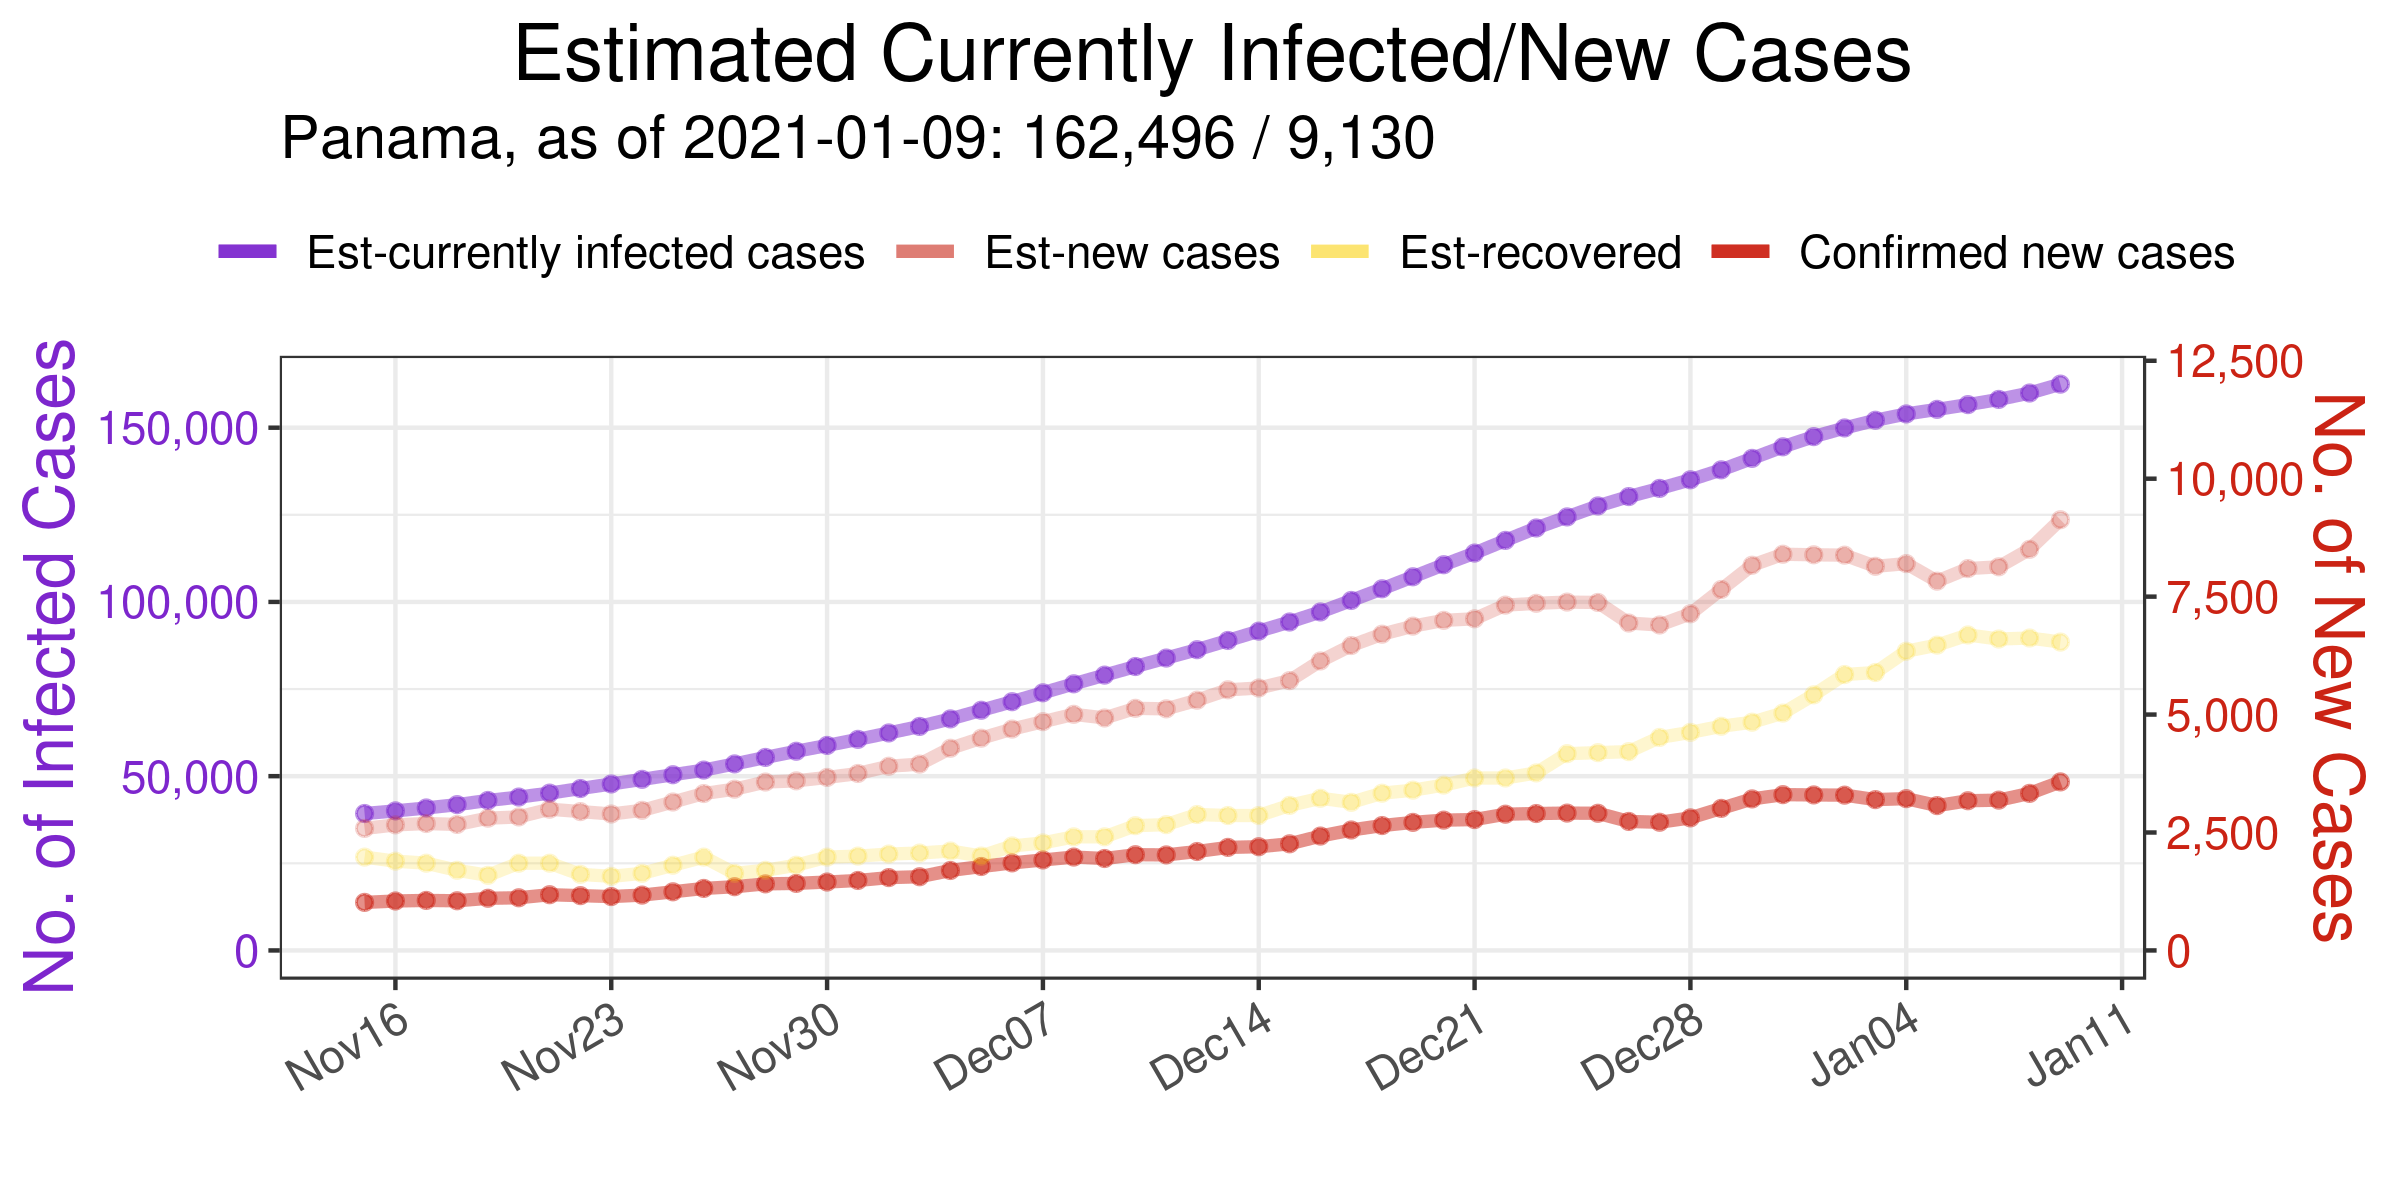 Estimated Currently Infected/New Cases
Panama, as of 2021-01-09: 162,496 / 9,130
Est-currently infected cases Est-new cases Est-recovered Confirmed new cases
No. of Infected Cases
150,000
100,000
50,000
0
12,500
10,000
7,500
5,000
2,500
0
No. of New Cases
Nov16 Nov23 Nov30 Dec07 Dec14 Dec21 Dec28 Jan04 Jan11